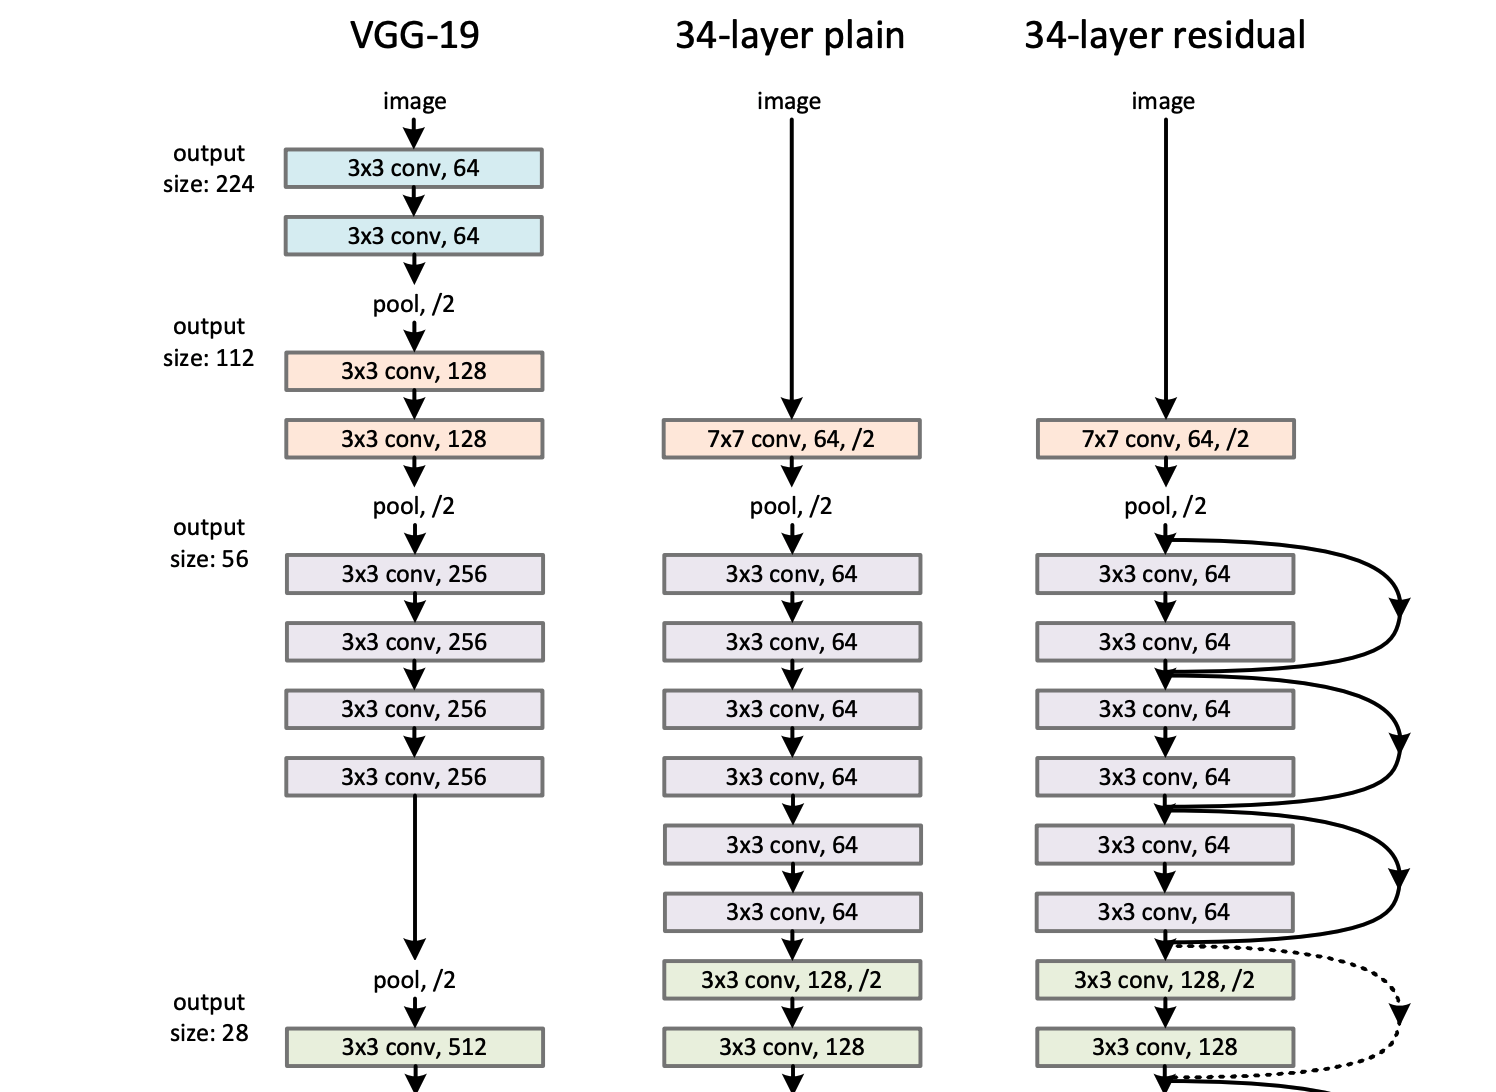 VGG-19
34-layer plain
34-layer residual
image
image
image
output
size: 224
3x3 conv, 64
3x3 conv, 64
pool, /2
output
size: 112
3x3 conv, 128
3x3 conv, 128
7x7 conv, 64, /2
7x7 conv, 64, /2
pool, /2
pool, /2
pool, /2
output
size: 56
3x3 conv, 256
3x3 conv, 64
3x3 conv, 64
3x3 conv, 256
3x3 conv, 64
3x3 conv, 64
3x3 conv, 256
3x3 conv, 64
3x3 conv, 64
3x3 conv, 256
3x3 conv, 64
3x3 conv, 64
3x3 conv, 64
3x3 conv, 64
3x3 conv, 64
3x3 conv, 64
pool, /2
3x3 conv, 128, /2
3x3 conv, 128, /2
output
size: 28
3x3 conv, 512
3x3 conv, 128
3x3 conv, 128